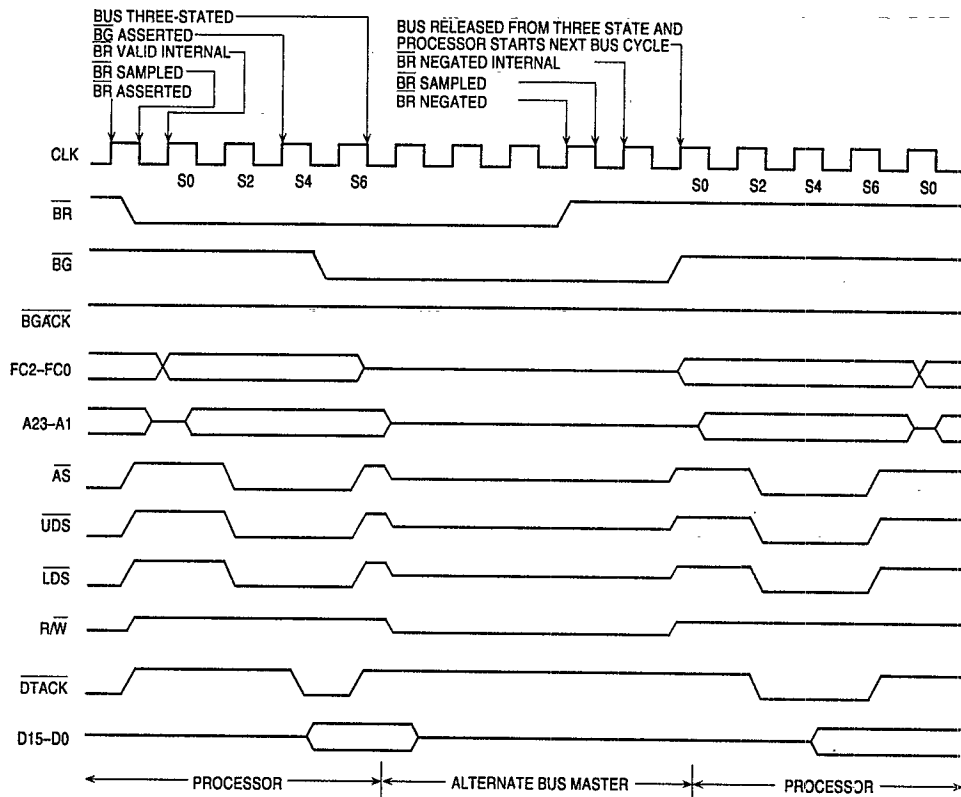 BUS THREE-STATED
BG ASSERTED
BR VALID INTERNAL
BR SAMPLED
BR ASSERTED
BUS RELEASED FROM THREE STATE AND
PROCESSOR STARTS NEXT BUS CYCLE
BR NEGATED INTERNAL
BR SAMPLED
BR NEGATED
CLK
S0 S2 S4 S6 S0 S2 S4 S6 S0
BR
BG
BGACK
FC2–FC0
A23–A1
AS
UDS
LDS
R/W
DTACK
D15–D0
PROCESSOR ALTERNATE BUS MASTER PROCESSOR